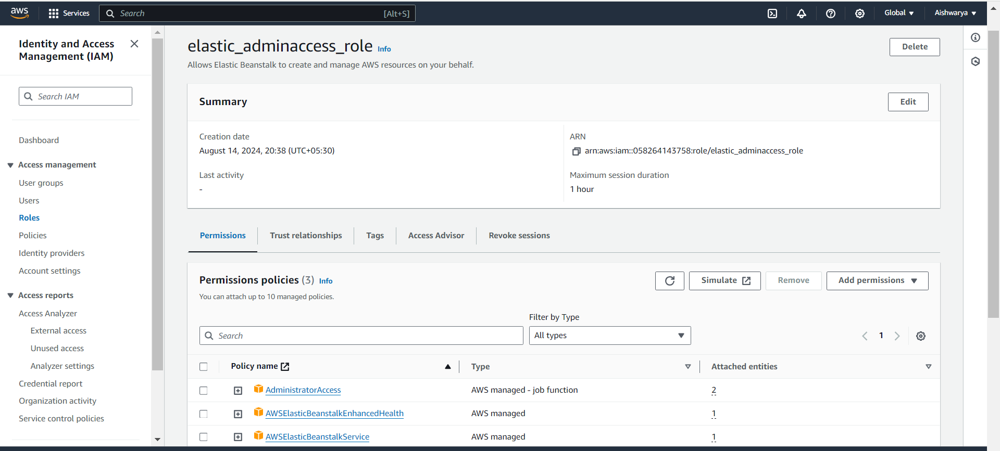 aws
Services
Search
[Alt+S]
Global
Aishwarya
Identity and Access
Management (IAM)
Search IAM
Dashboard
Access management
User groups
Users
Roles
Policies
Identity providers
Account settings
Access reports
Access Analyzer
External access
Unused access
Analyzer settings
Credential report
Organization activity
Service control policies
elastic_adminaccess_role Info
Delete
Allows Elastic Beanstalk to create and manage AWS resources on your behalf.
Summary
Edit
Creation date
August 14, 2024, 20:38 (UTC+05:30)
ARN
arn:aws:iam::058264143758:role/elastic_adminaccess_role
Last activity
-
Maximum session duration
1 hour
Permissions
Trust relationships
Tags
Access Advisor
Revoke sessions
Permissions policies (3) Info
Simulate
Remove
Add permissions
You can attach up to 10 managed policies.
Filter by Type
Search
All types
1
Policy name
Type
Attached entities
AdministratorAccess
AWS managed - job function
2
AWSElasticBeanstalkEnhancedHealth
AWS managed
1
AWSElasticBeanstalkService
AWS managed
1